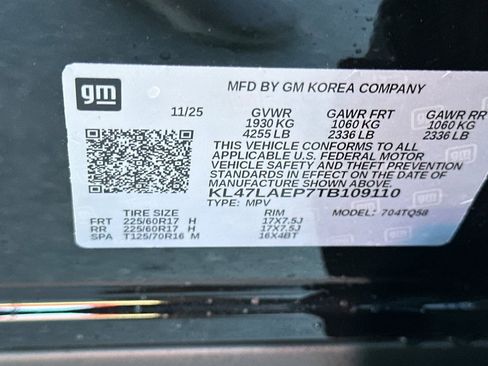 gm
MFD BY GM KOREA COMPANY
11/25 GVWR GAWR FRT GAWR RR
1930 KG 1060 KG 1060 KG
4255 LB 2336 LB 2336 LB
THIS VEHICLE CONFORMS TO ALL
APPLICABLE U.S. FEDERAL MOTOR
VEHICLE SAFETY AND THEFT PREVENTION
STANDARDS IN EFFECT ON THE DATE OF
MANUFACTURE SHOWN ABOVE.
KL47LAEP7TB109110
TYPE: MPV MODEL: 704TQ58
TIRE SIZE RIM
FRT 225/60R17 H 17X7.5J
RR 225/60R17 H 17X7.5J
SPA T125/70R16 M 16X4BT